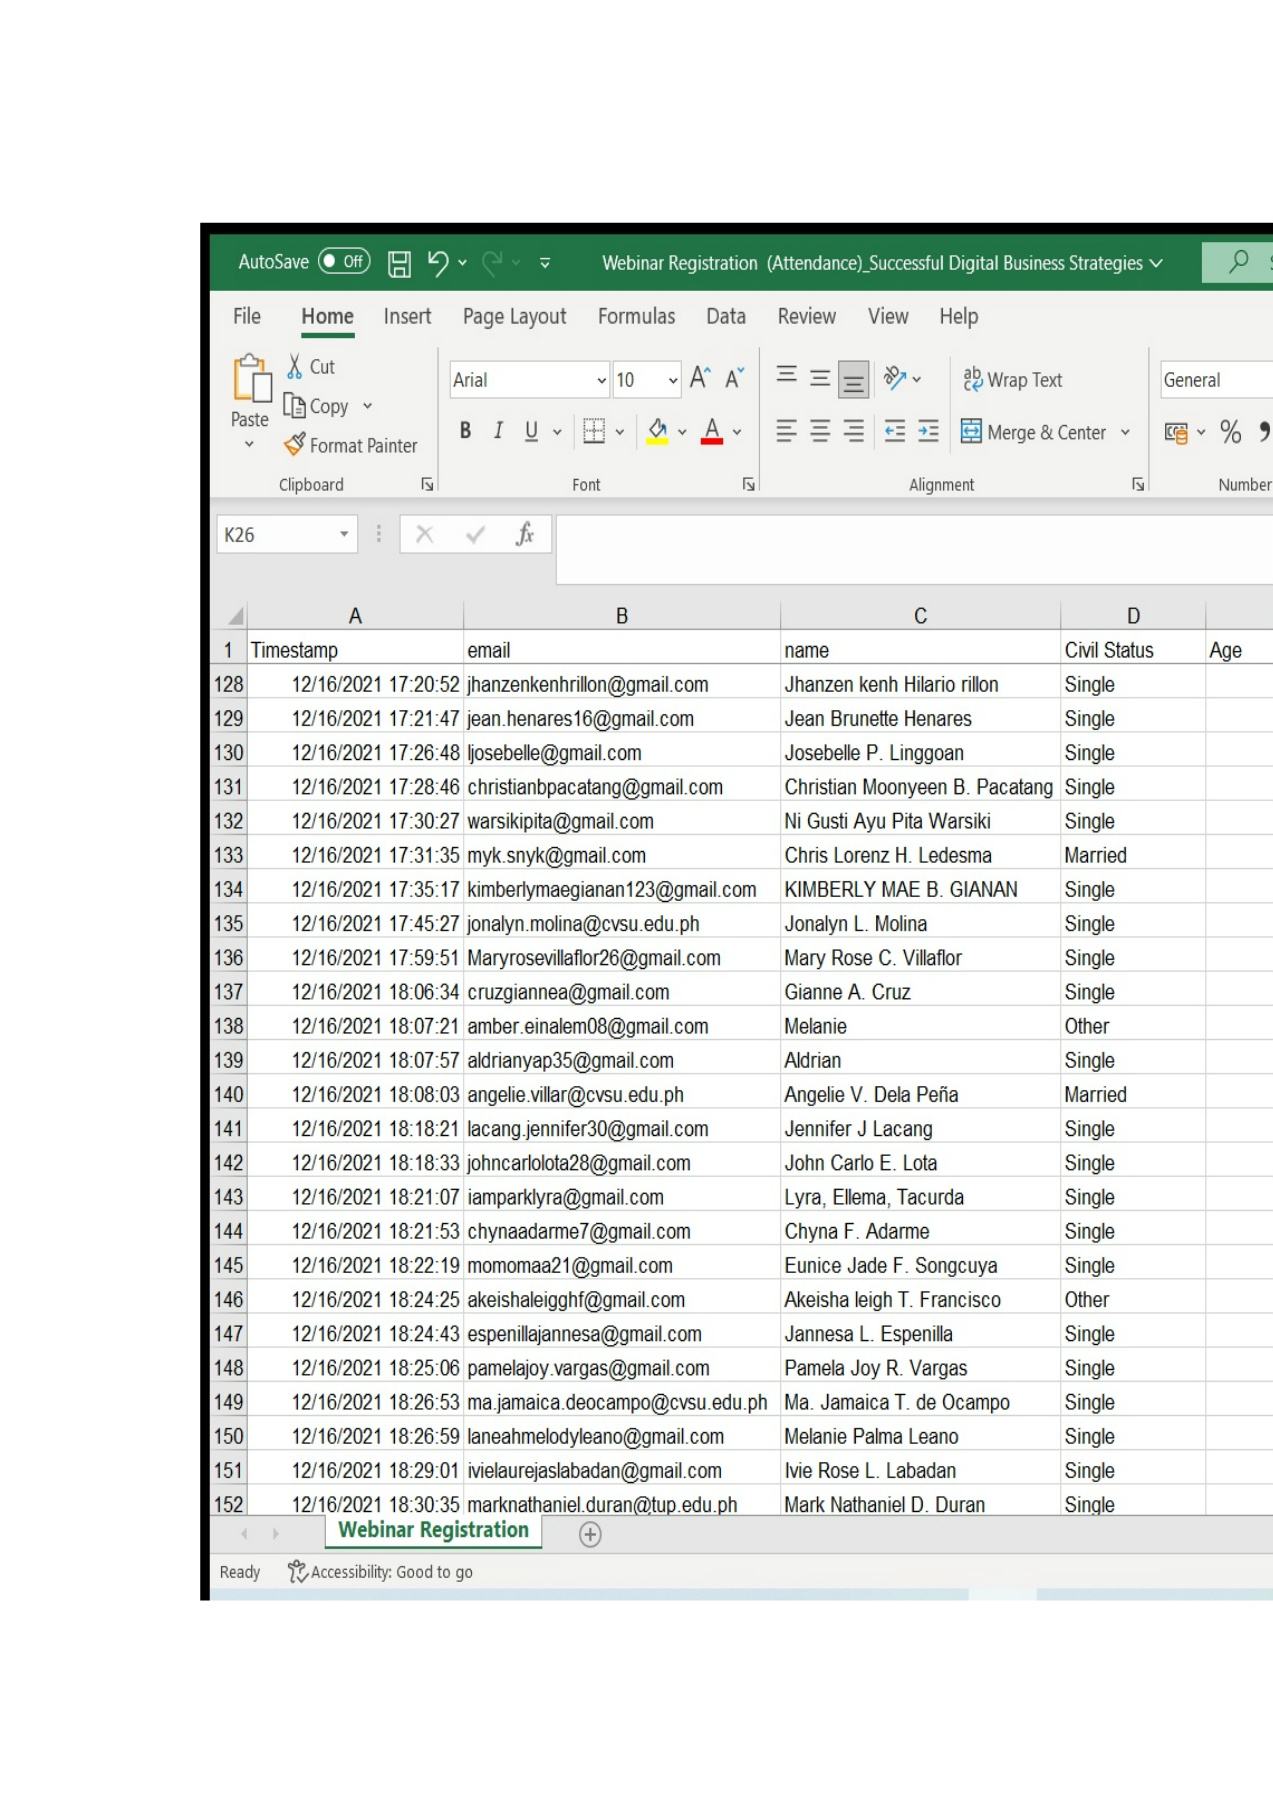 AutoSave Off Webinar Registration (Attendance)_Successful Digital Business Strategies
File Home Insert Page Layout Formulas Data Review View Help
Cut
Copy
Format Painter
Paste
Arial 10
B I U A
ab Wrap Text
Merge & Center
General
% 
Clipboard Font Alignment Number
K26 fx
A B C D
1 Timestamp email name Civil Status Age
128 12/16/2021 17:20:52 jhanzenkenhrillon@gmail.com Jhanzen kenh Hilario rillon Single
129 12/16/2021 17:21:47 jean.henares16@gmail.com Jean Brunette Henares Single
130 12/16/2021 17:26:48 ljosebelle@gmail.com Josebelle P. Linggoan Single
131 12/16/2021 17:28:46 christianbpacatang@gmail.com Christian Moonyeen B. Pacatang Single
132 12/16/2021 17:30:27 warsikipita@gmail.com Ni Gusti Ayu Pita Warsiki Single
133 12/16/2021 17:31:35 myk.snyk@gmail.com Chris Lorenz H. Ledesma Married
134 12/16/2021 17:35:17 kimberlymaegianan123@gmail.com KIMBERLY MAE B. GIANAN Single
135 12/16/2021 17:45:27 jonalyn.molina@cvsu.edu.ph Jonalyn L. Molina Single
136 12/16/2021 17:59:51 Maryrosevillaflor26@gmail.com Mary Rose C. Villaflor Single
137 12/16/2021 18:06:34 cruzgiannea@gmail.com Gianne A. Cruz Single
138 12/16/2021 18:07:21 amber.einalem08@gmail.com Melanie Other
139 12/16/2021 18:07:57 aldrianyap35@gmail.com Aldrian Single
140 12/16/2021 18:08:03 angelie.villar@cvsu.edu.ph Angelie V. Dela Peña Married
141 12/16/2021 18:18:21 lacang.jennifer30@gmail.com Jennifer J Lacang Single
142 12/16/2021 18:18:33 johncarlolota28@gmail.com John Carlo E. Lota Single
143 12/16/2021 18:21:07 iamparklyra@gmail.com Lyra, Ellema, Tacurda Single
144 12/16/2021 18:21:53 chynaadarme7@gmail.com Chyna F. Adarme Single
145 12/16/2021 18:22:19 momomaa21@gmail.com Eunice Jade F. Songcuya Single
146 12/16/2021 18:24:25 akeishaleigghf@gmail.com Akeisha leigh T. Francisco Other
147 12/16/2021 18:24:43 espenillajannesa@gmail.com Jannesa L. Espenilla Single
148 12/16/2021 18:25:06 pamelajoy.vargas@gmail.com Pamela Joy R. Vargas Single
149 12/16/2021 18:26:53 ma.jamaica.deocampo@cvsu.edu.ph Ma. Jamaica T. de Ocampo Single
150 12/16/2021 18:26:59 laneahmelodyleano@gmail.com Melanie Palma Leano Single
151 12/16/2021 18:29:01 ivielaurejaslabadan@gmail.com Ivie Rose L. Labadan Single
152 12/16/2021 18:30:35 marknathaniel.duran@tup.edu.ph Mark Nathaniel D. Duran Single
Webinar Registration
Ready Accessibility: Good to go